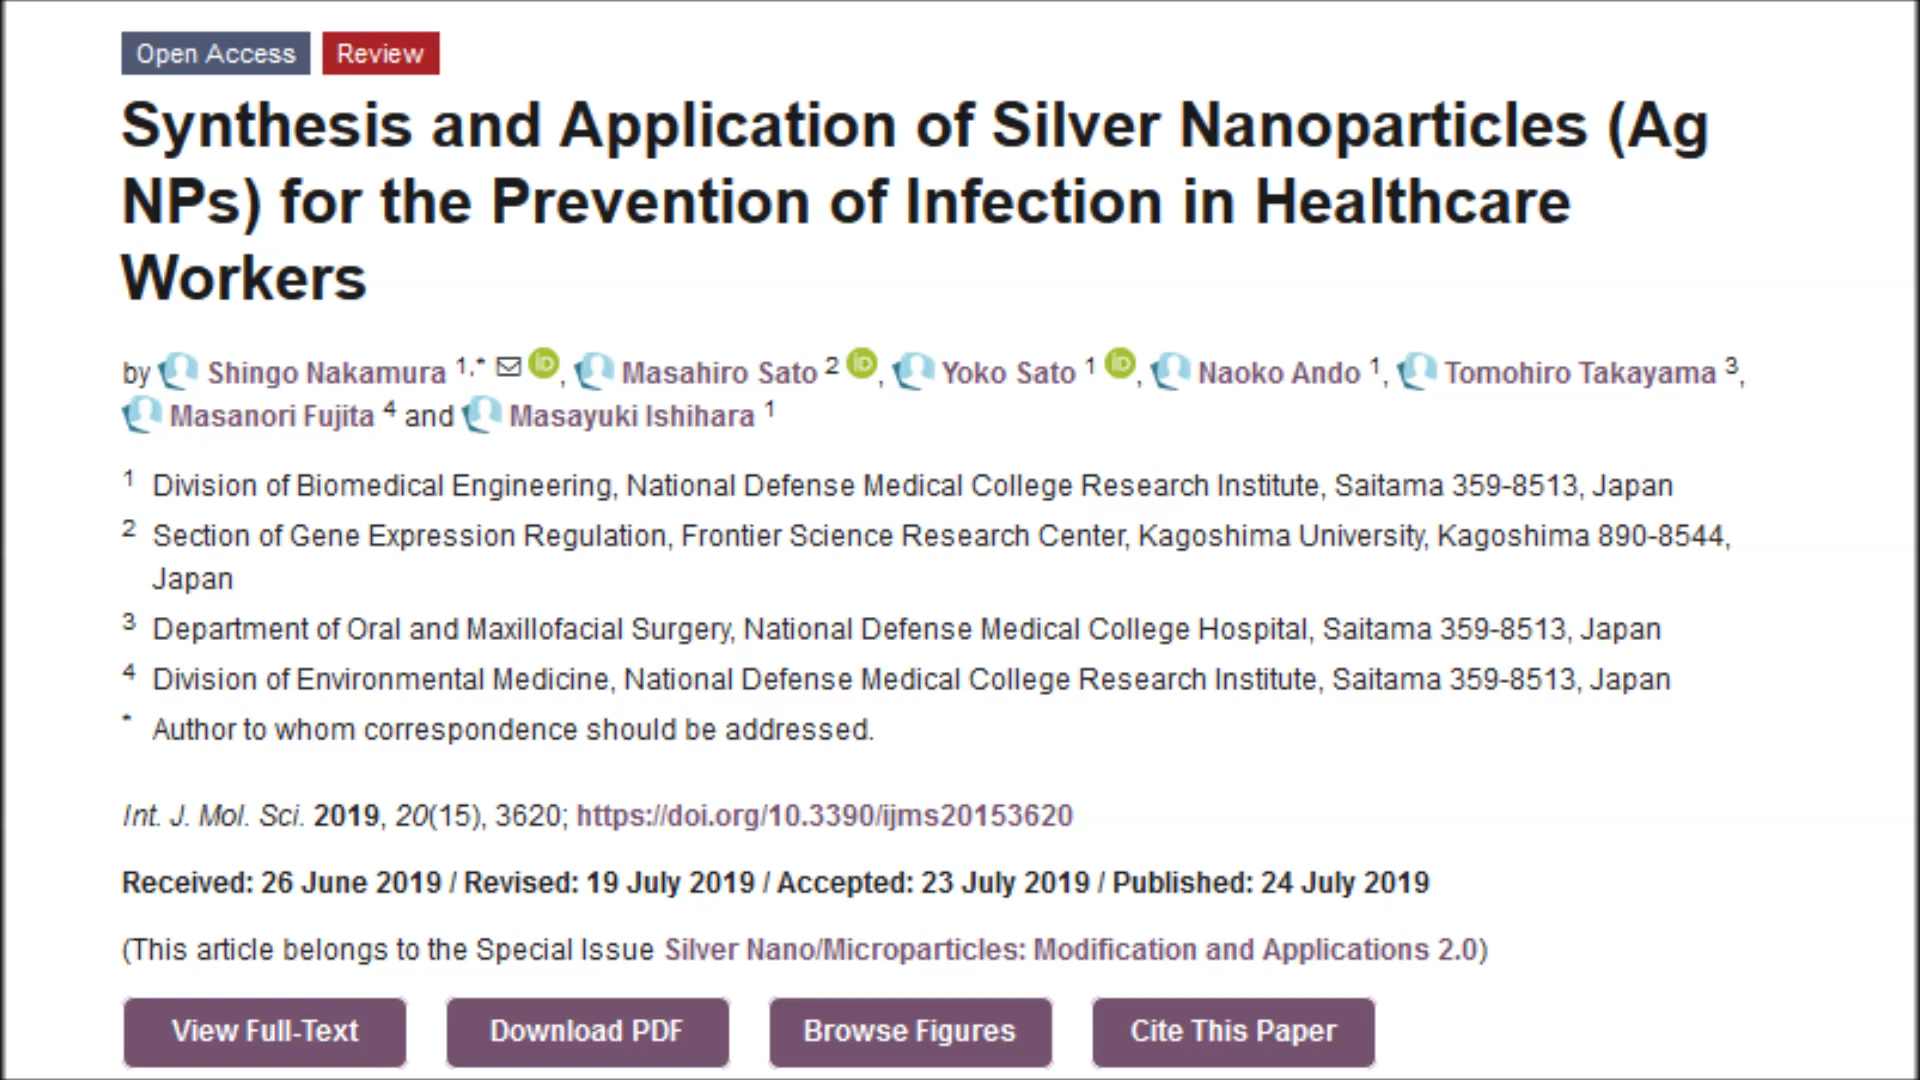 Open Access Review
Synthesis and Application of Silver Nanoparticles (Ag
NPs) for the Prevention of Infection in Healthcare
Workers
by Shingo Nakamura 1,* iD, Masahiro Sato 2 iD, Yoko Sato 1 iD, Naoko Ando 1, Tomohiro Takayama 3,
Masanori Fujita 4 and Masayuki Ishihara 1
1 Division of Biomedical Engineering, National Defense Medical College Research Institute, Saitama 359-8513, Japan
2 Section of Gene Expression Regulation, Frontier Science Research Center, Kagoshima University, Kagoshima 890-8544,
Japan
3 Department of Oral and Maxillofacial Surgery, National Defense Medical College Hospital, Saitama 359-8513, Japan
4 Division of Environmental Medicine, National Defense Medical College Research Institute, Saitama 359-8513, Japan
* Author to whom correspondence should be addressed.
Int. J. Mol. Sci. 2019, 20(15), 3620; https://doi.org/10.3390/ijms20153620
Received: 26 June 2019 / Revised: 19 July 2019 / Accepted: 23 July 2019 / Published: 24 July 2019
(This article belongs to the Special Issue Silver Nano/Microparticles: Modification and Applications 2.0)
View Full-Text Download PDF Browse Figures Cite This Paper